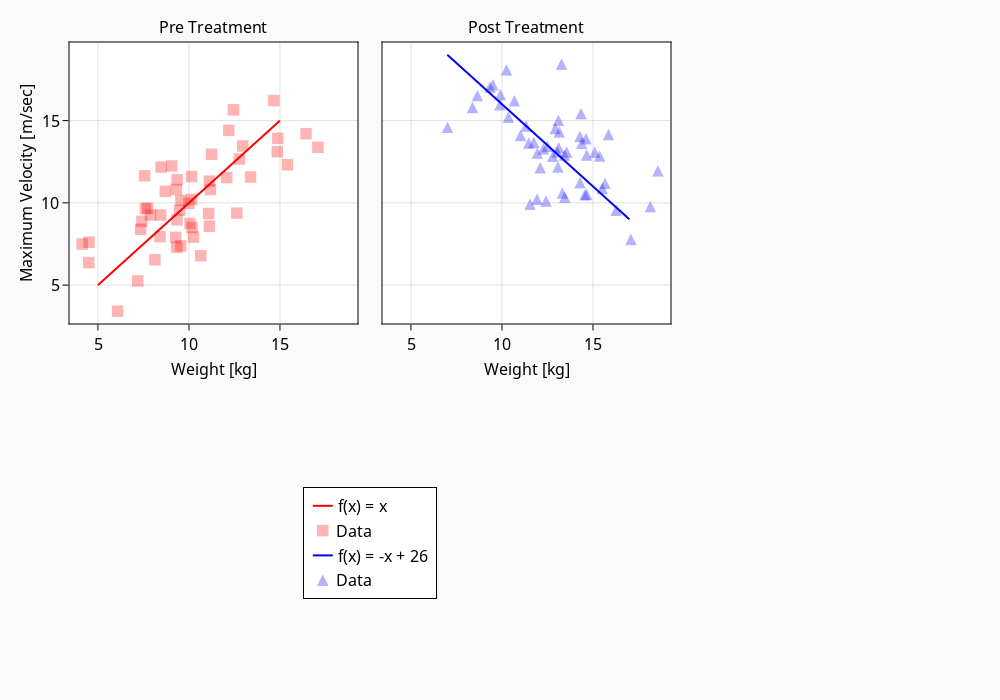 Pre Treatment
Post Treatment
Maximum Velocity [m/sec]
15
10
5
5
10
15
5
10
15
Weight [kg]
Weight [kg]
f(x) = x
Data
f(x) = -x + 26
Data